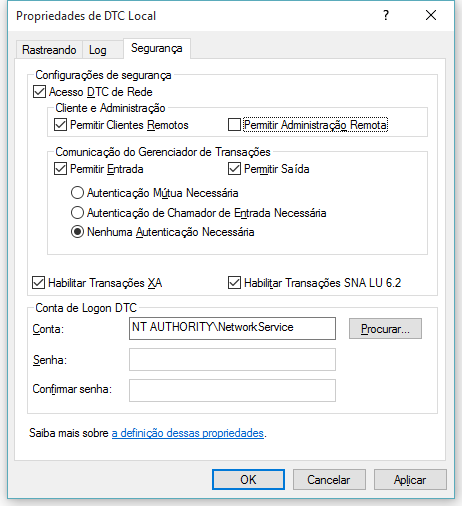 Propriedades de DTC Local
?
Rastreando Log Segurança
Configurações de segurança
Acesso DTC de Rede
Cliente e Administração
Permitir Clientes Remotos Permitir Administração Remota
Comunicação do Gerenciador de Transações
Permitir Entrada Permitir Saída
Autenticação Mútua Necessária
Autenticação de Chamador de Entrada Necessária
Nenhuma Autenticação Necessária
Habilitar Transações XA Habilitar Transações SNA LU 6.2
Conta de Logon DTC
Conta: NT AUTHORITY\NetworkService Procurar...
Senha:
Confirmar senha:
Saiba mais sobre a definição dessas propriedades.
OK Cancelar Aplicar